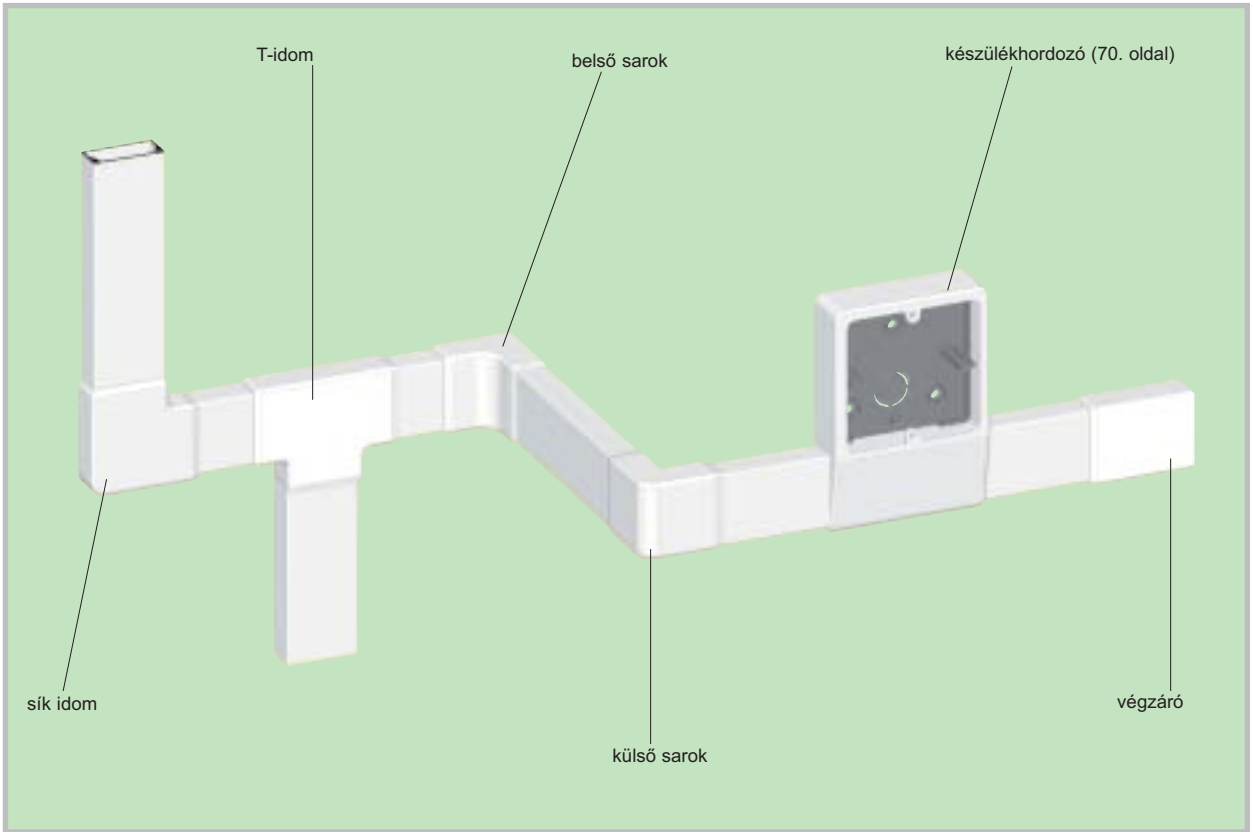 T-idom
belső sarok
készülékhordozó (70. oldal)
sík idom
végzáró
külső sarok